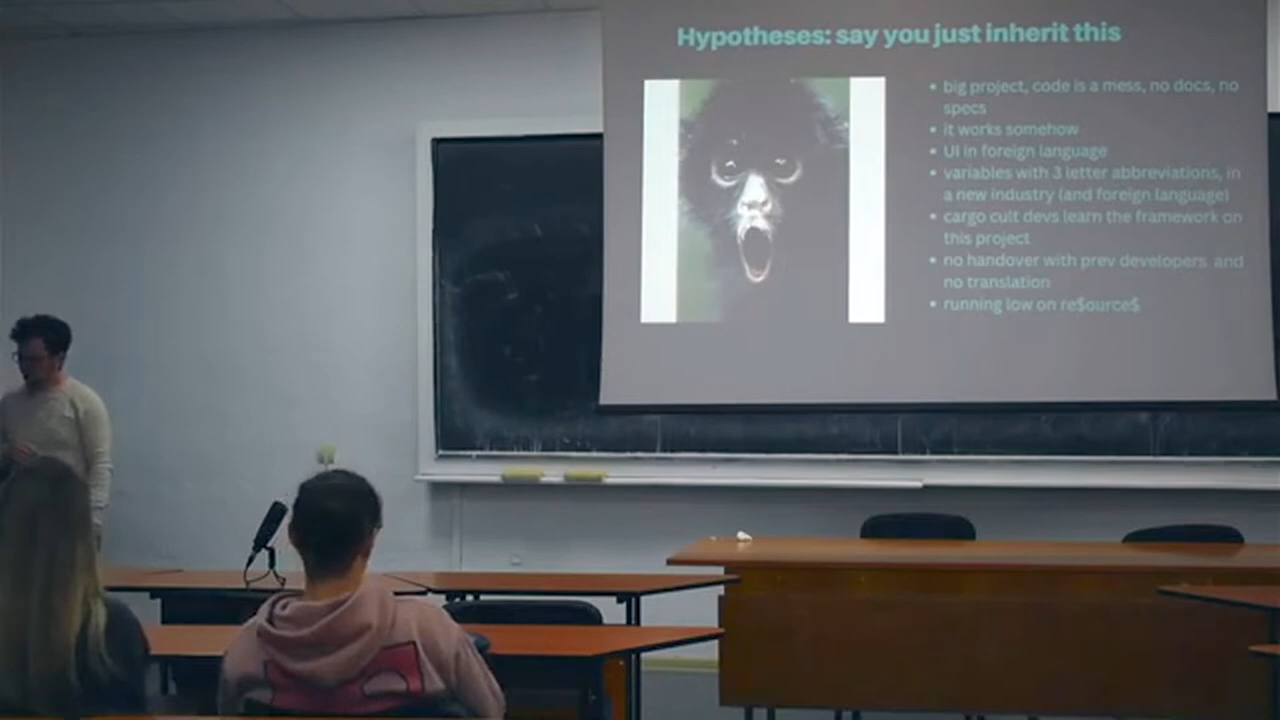 Hypotheses: say you just inherit this
• big project, code is a mess, no docs, no
specs
• it works somehow
• UI in foreign language
• variables with 3 letter abbreviations, in
a new industry (and foreign language)
• cargo cult devs learn the framework on
this project
• no handover with prev developers and
no translation
• running low on re$ource$